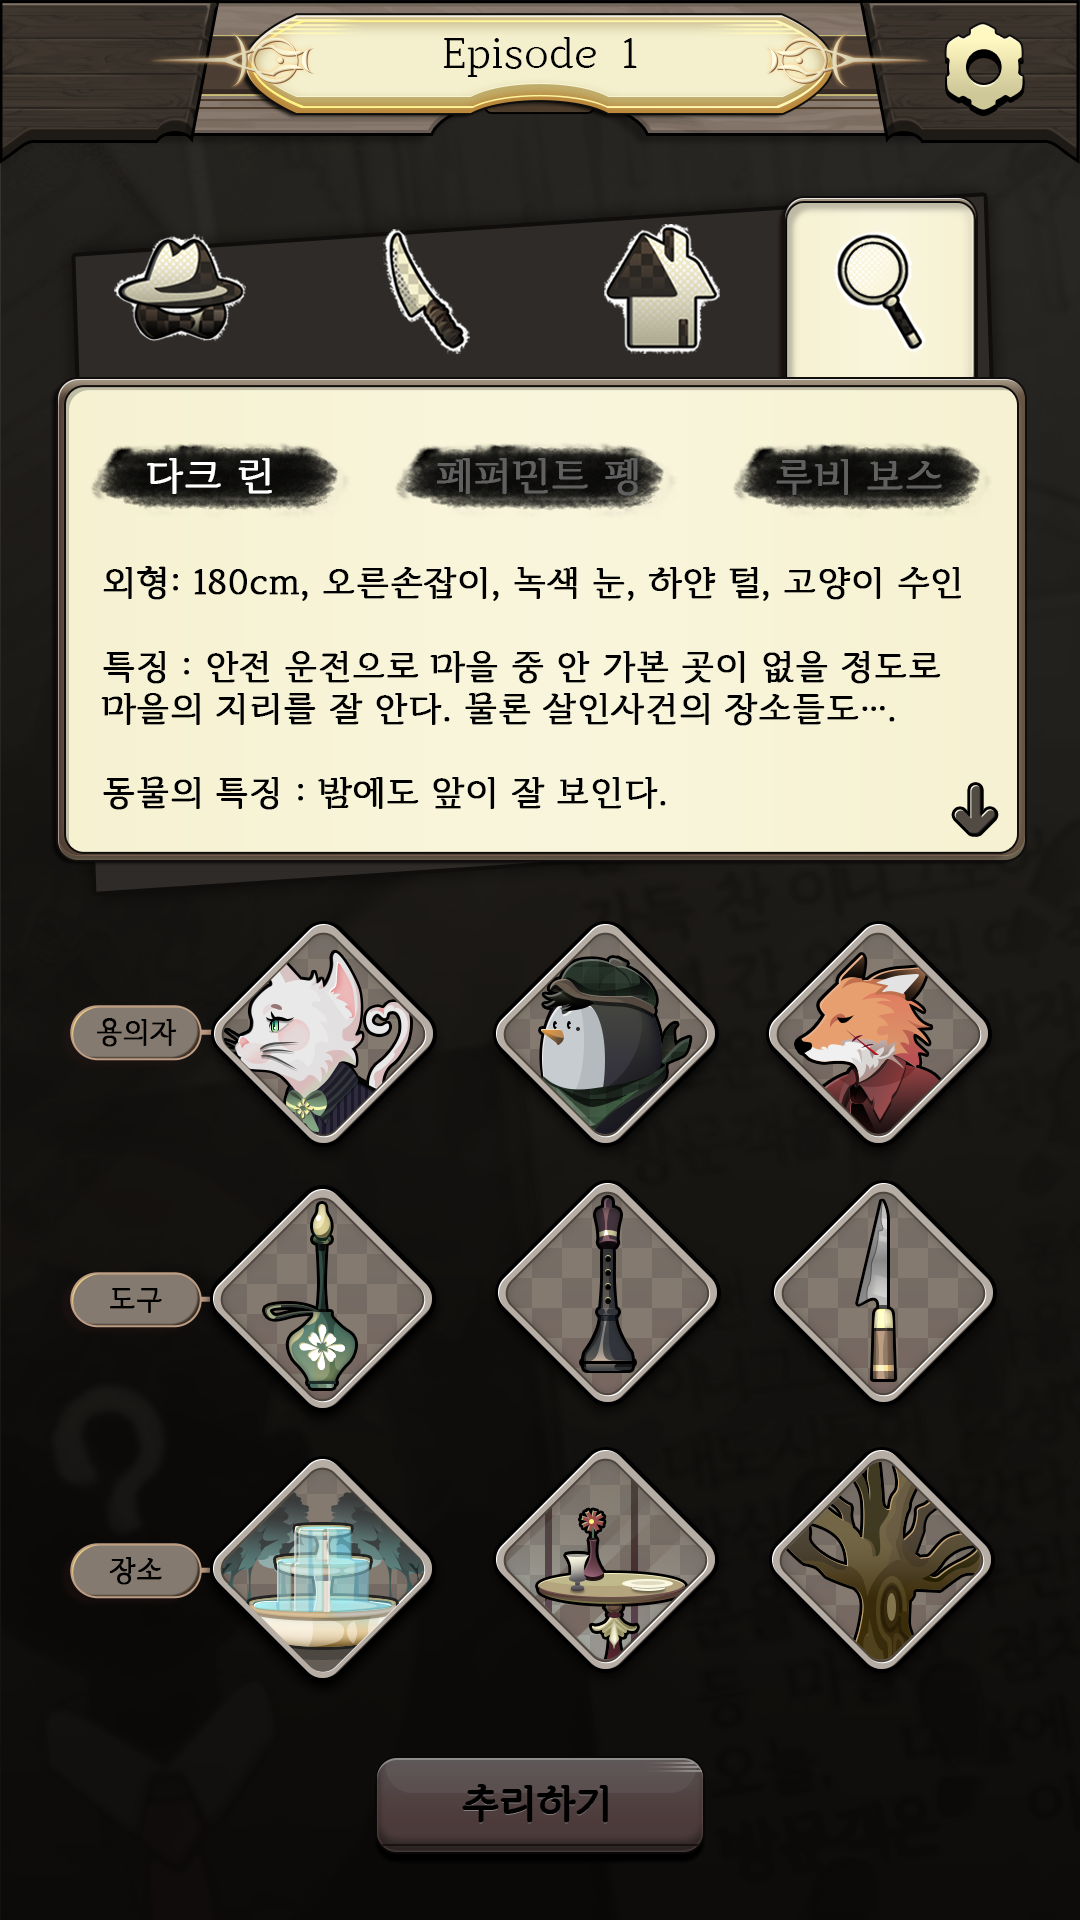 Episode 1
다크 린
페퍼민트 펭
루비 보스
외형: 180cm, 오른손잡이, 녹색 눈, 하얀 털, 고양이 수인
특징 : 안전 운전으로 마을 중 안 가본 곳이 없을 정도로
마을의 지리를 잘 안다. 물론 살인사건의 장소들도….
동물의 특징 : 밤에도 앞이 잘 보인다.
용의자
도구
장소
추리하기